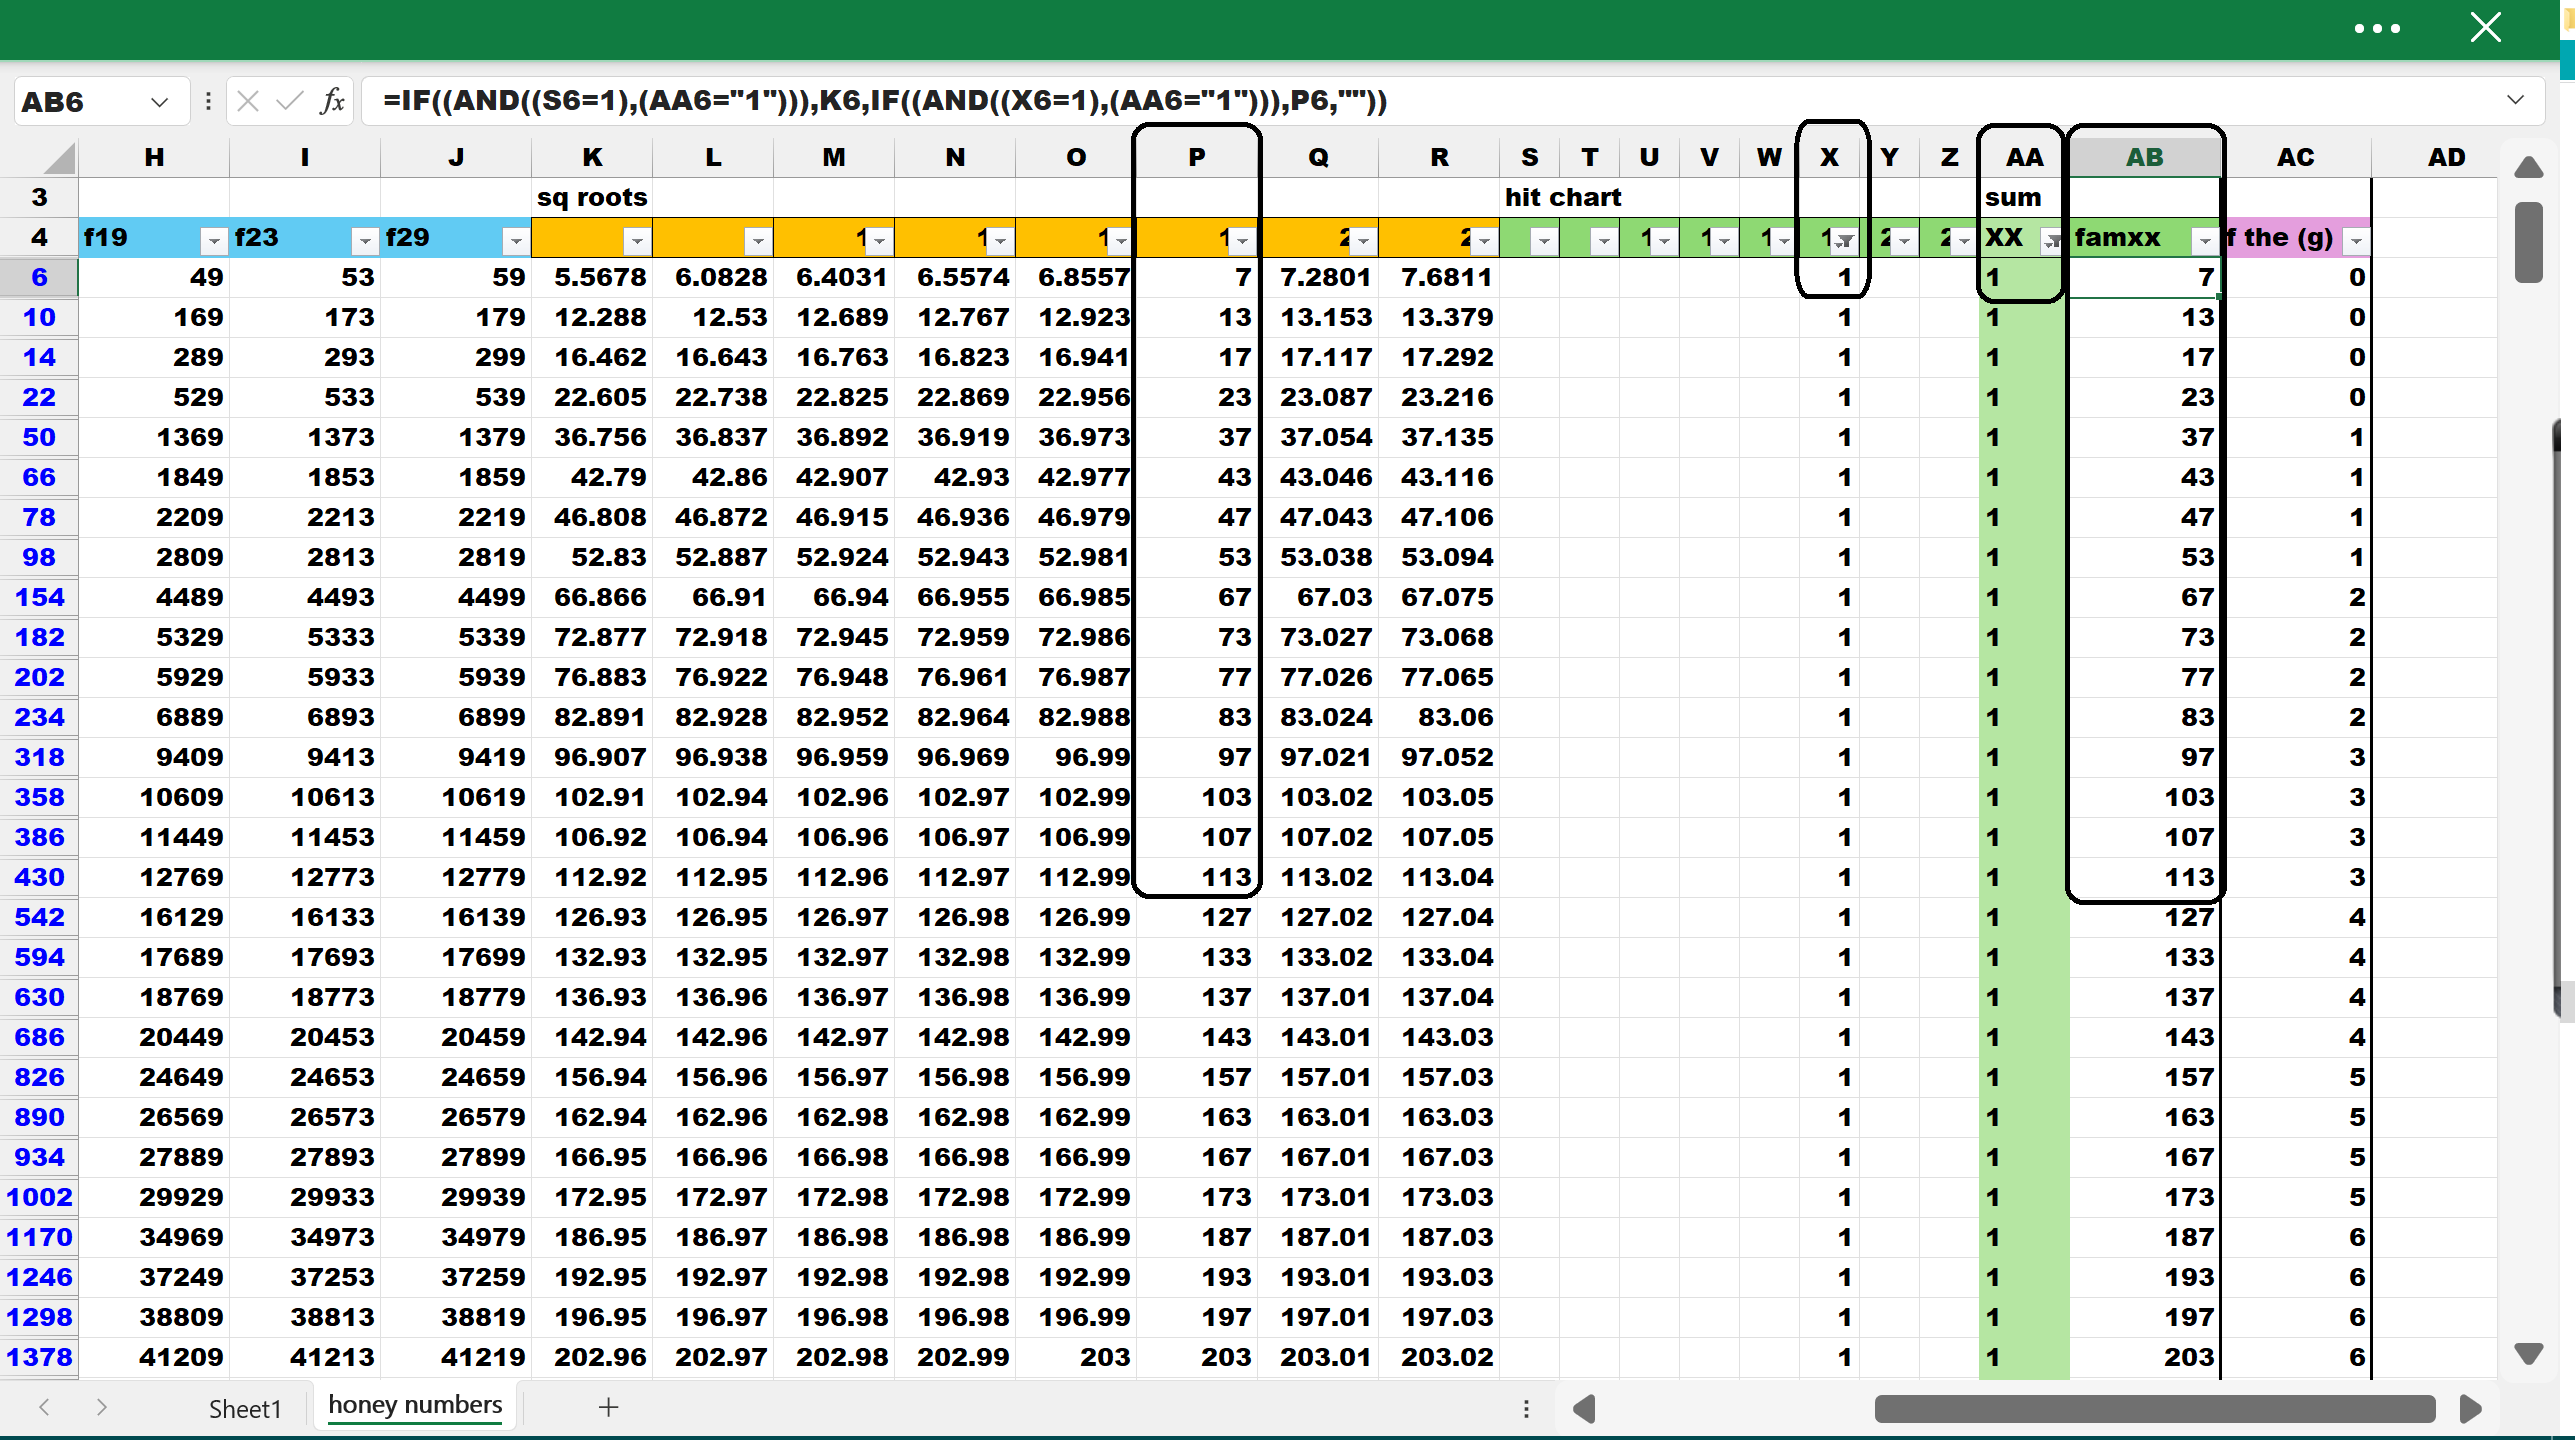 AB6 fx =IF((AND((S6=1),(AA6="1"))),K6,IF((AND((X6=1),(AA6="1"))),P6,""))
H I J K L M N O P Q R S T U V W X Y Z AA AB AC AD
3 sq roots hit chart sum
4 f19 f23 f29 1 1 1 1 2 2 1 1 1 1 2 2 XX famxx f the (g)
6 49 53 59 5.5678 6.0828 6.4031 6.5574 6.8557 7 7.2801 7.6811 1 1 7 0
10 169 173 179 12.288 12.53 12.689 12.767 12.923 13 13.153 13.379 1 1 13 0
14 289 293 299 16.462 16.643 16.763 16.823 16.941 17 17.117 17.292 1 1 17 0
22 529 533 539 22.605 22.738 22.825 22.869 22.956 23 23.087 23.216 1 1 23 0
50 1369 1373 1379 36.756 36.837 36.892 36.919 36.973 37 37.054 37.135 1 1 37 1
66 1849 1853 1859 42.79 42.86 42.907 42.93 42.977 43 43.046 43.116 1 1 43 1
78 2209 2213 2219 46.808 46.872 46.915 46.936 46.979 47 47.043 47.106 1 1 47 1
98 2809 2813 2819 52.83 52.887 52.924 52.943 52.981 53 53.038 53.094 1 1 53 1
154 4489 4493 4499 66.866 66.91 66.94 66.955 66.985 67 67.03 67.075 1 1 67 2
182 5329 5333 5339 72.877 72.918 72.945 72.959 72.986 73 73.027 73.068 1 1 73 2
202 5929 5933 5939 76.883 76.922 76.948 76.961 76.987 77 77.026 77.065 1 1 77 2
234 6889 6893 6899 82.891 82.928 82.952 82.964 82.988 83 83.024 83.06 1 1 83 2
318 9409 9413 9419 96.907 96.938 96.959 96.969 96.99 97 97.021 97.052 1 1 97 3
358 10609 10613 10619 102.91 102.94 102.96 102.97 102.99 103 103.02 103.05 1 1 103 3
386 11449 11453 11459 106.92 106.94 106.96 106.97 106.99 107 107.02 107.05 1 1 107 3
430 12769 12773 12779 112.92 112.95 112.96 112.97 112.99 113 113.02 113.04 1 1 113 3
542 16129 16133 16139 126.93 126.95 126.97 126.98 126.99 127 127.02 127.04 1 1 127 4
594 17689 17693 17699 132.93 132.95 132.97 132.98 132.99 133 133.02 133.04 1 1 133 4
630 18769 18773 18779 136.93 136.96 136.97 136.98 136.99 137 137.01 137.04 1 1 137 4
686 20449 20453 20459 142.94 142.96 142.97 142.98 142.99 143 143.01 143.03 1 1 143 4
826 24649 24653 24659 156.94 156.96 156.97 156.98 156.99 157 157.01 157.03 1 1 157 5
890 26569 26573 26579 162.94 162.96 162.98 162.98 162.99 163 163.01 163.03 1 1 163 5
934 27889 27893 27899 166.95 166.96 166.98 166.98 166.99 167 167.01 167.03 1 1 167 5
1002 29929 29933 29939 172.95 172.97 172.98 172.98 172.99 173 173.01 173.03 1 1 173 5
1170 34969 34973 34979 186.95 186.97 186.98 186.98 186.99 187 187.01 187.03 1 1 187 6
1246 37249 37253 37259 192.95 192.97 192.98 192.98 192.99 193 193.01 193.03 1 1 193 6
1298 38809 38813 38819 196.95 196.97 196.98 196.98 196.99 197 197.01 197.03 1 1 197 6
1378 41209 41213 41219 202.96 202.97 202.98 202.99 203 203 203.01 203.02 1 1 203 6
Sheet1 honey numbers